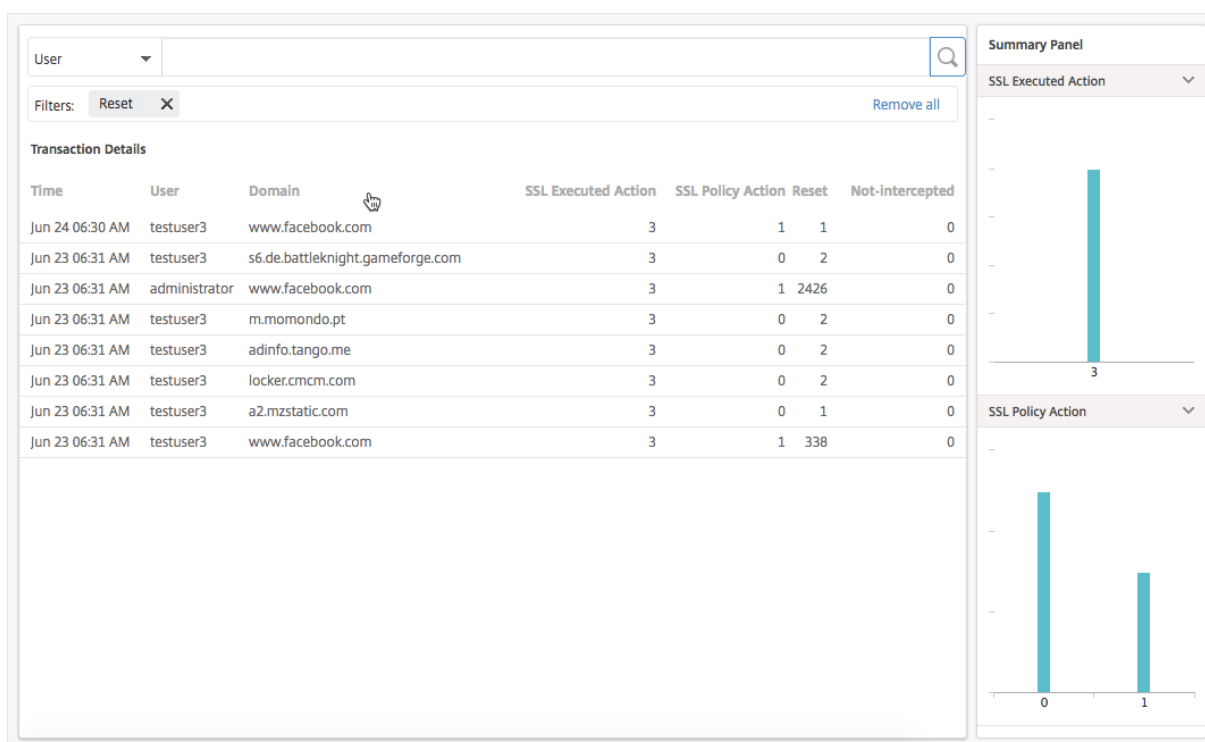 User
Filters: Reset Remove all
Transaction Details
Time User Domain SSL Executed Action SSL Policy Action Reset Not-intercepted
Jun 24 06:30 AM testuser3 www.facebook.com 3 1 1 0
Jun 23 06:31 AM testuser3 s6.de.battleknight.gameforge.com 3 0 2 0
Jun 23 06:31 AM administrator www.facebook.com 3 1 2426 0
Jun 23 06:31 AM testuser3 m.momondo.pt 3 0 2 0
Jun 23 06:31 AM testuser3 adinfo.tango.me 3 0 2 0
Jun 23 06:31 AM testuser3 locker.cmcm.com 3 0 2 0
Jun 23 06:31 AM testuser3 a2.mzstatic.com 3 0 1 0
Jun 23 06:31 AM testuser3 www.facebook.com 3 1 338 0
Summary Panel
SSL Executed Action
3
SSL Policy Action
0 1